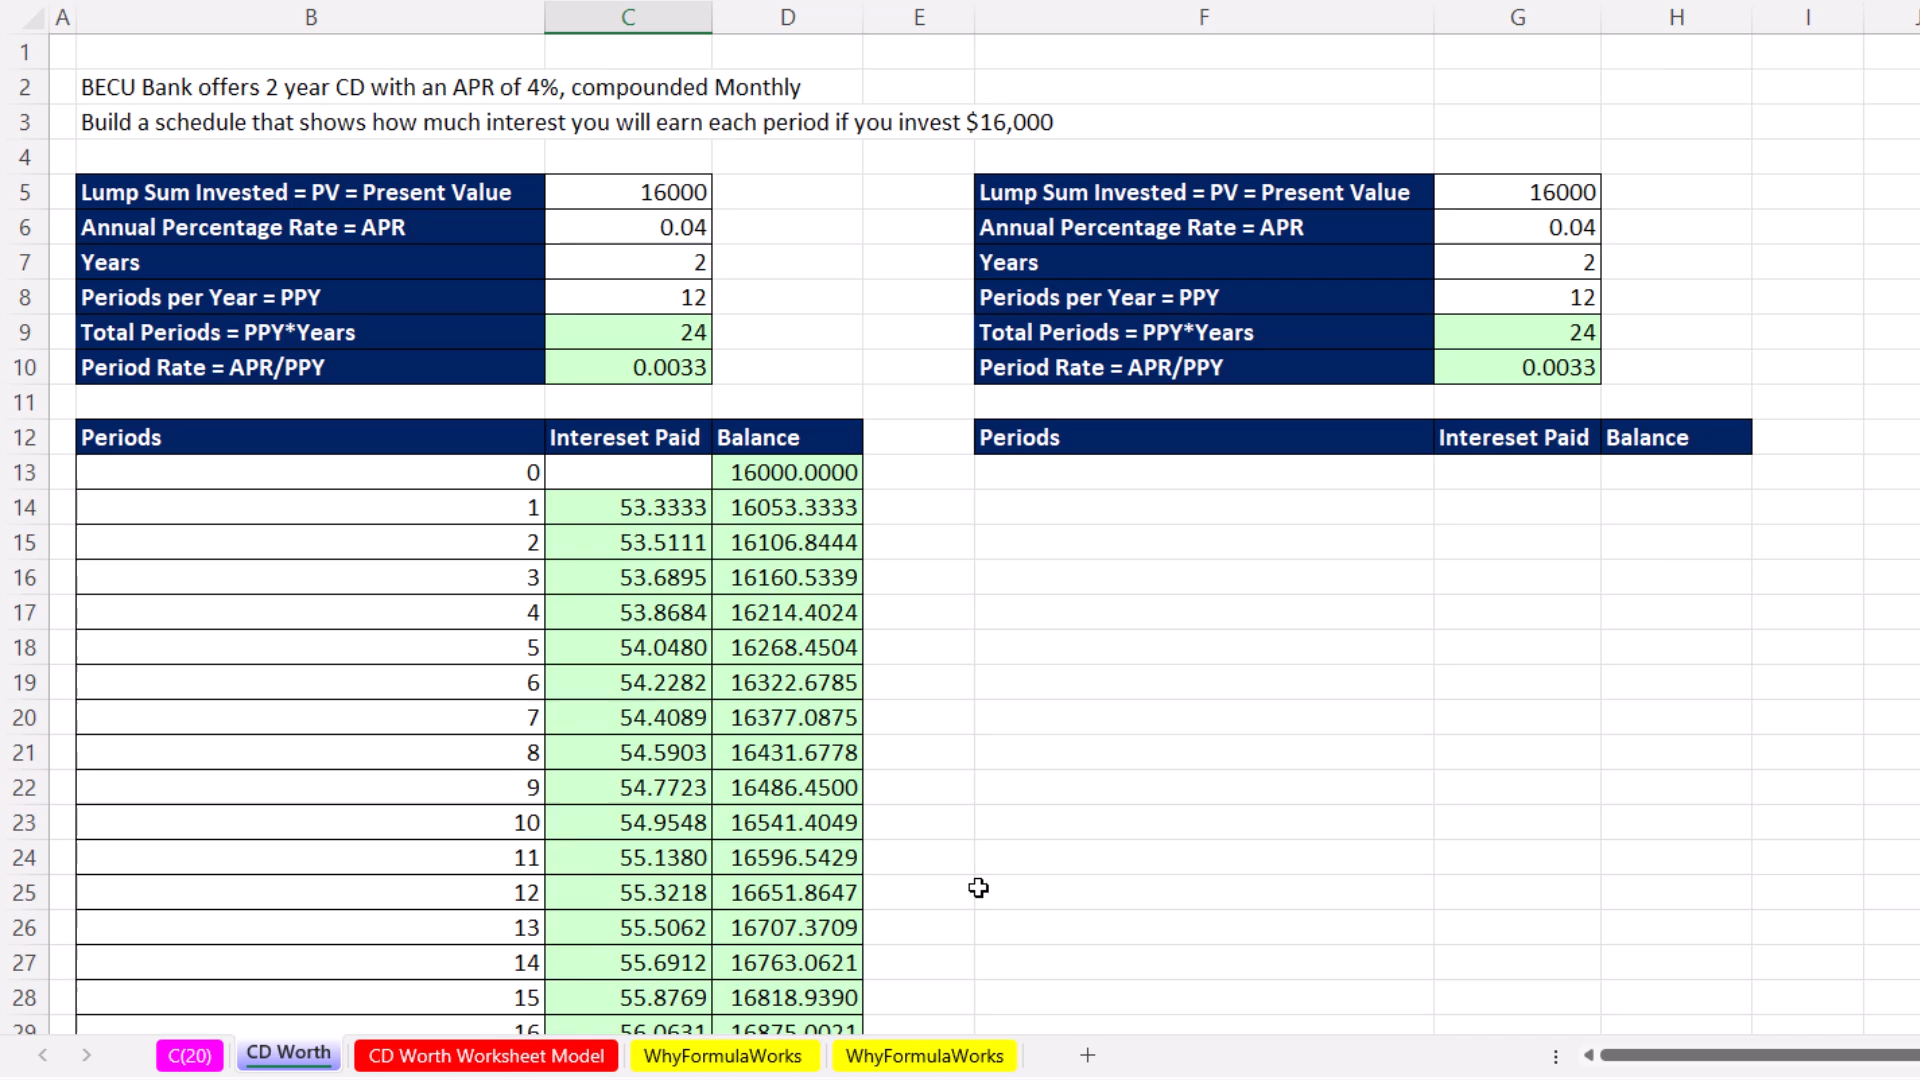 A B C D E F G H I
1
2 BECU Bank offers 2 year CD with an APR of 4%, compounded Monthly
3 Build a schedule that shows how much interest you will earn each period if you invest $16,000
4
5 Lump Sum Invested = PV = Present Value 16000 Lump Sum Invested = PV = Present Value 16000
6 Annual Percentage Rate = APR 0.04 Annual Percentage Rate = APR 0.04
7 Years 2 Years 2
8 Periods per Year = PPY 12 Periods per Year = PPY 12
9 Total Periods = PPY*Years 24 Total Periods = PPY*Years 24
10 Period Rate = APR/PPY 0.0033 Period Rate = APR/PPY 0.0033
11
12 Periods Intereset Paid Balance Periods Intereset Paid Balance
13 0 16000.0000
14 1 53.3333 16053.3333
15 2 53.5111 16106.8444
16 3 53.6895 16160.5339
17 4 53.8684 16214.4024
18 5 54.0480 16268.4504
19 6 54.2282 16322.6785
20 7 54.4089 16377.0875
21 8 54.5903 16431.6778
22 9 54.7723 16486.4500
23 10 54.9548 16541.4049
24 11 55.1380 16596.5429
25 12 55.3218 16651.8647
26 13 55.5062 16707.3709
27 14 55.6912 16763.0621
28 15 55.8769 16818.9390
29 16 56.0631 16875.0021
C(20) CD Worth CD Worth Worksheet Model WhyFormulaWorks WhyFormulaWorks